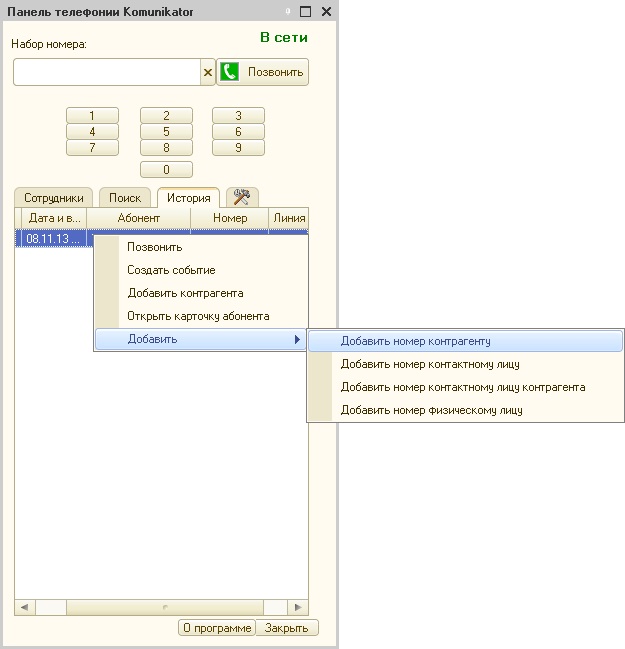 Панель телефонии Komunikator
В сети
Набор номера:
Позвонить
1 2 3
4 5 6
7 8 9
0
Сотрудники Поиск История
Дата и в... Абонент Номер Линия
08.11.13 ...
Позвонить
Создать событие
Добавить контрагента
Открыть карточку абонента
Добавить
Добавить номер контрагенту
Добавить номер контактному лицу
Добавить номер контактному лицу контрагента
Добавить номер физическому лицу
О программе Закрыть